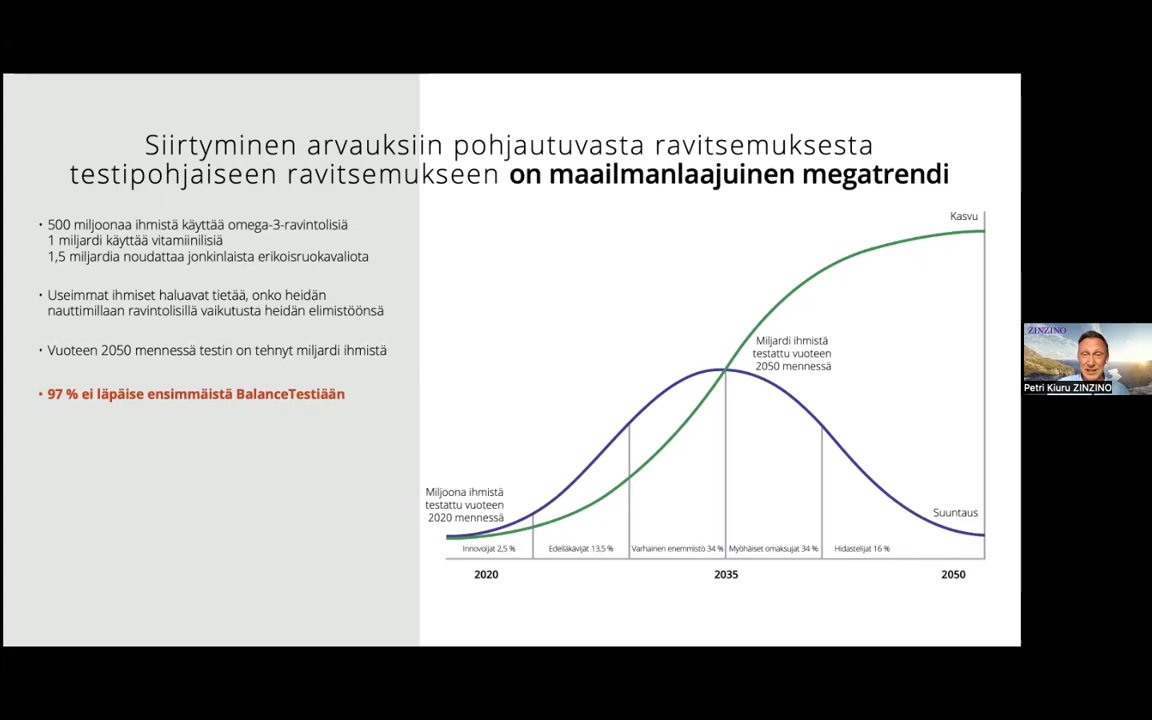 Siirtyminen arvauksiin pohjautuvasta ravitsemuksesta
testipohjaiseen ravitsemukseen on maailmanlaajuinen megatrendi
• 500 miljoonaa ihmistä käyttää omega-3-ravintolisiä
1 miljardi käyttää vitamiinilisiä
1,5 miljardia noudattaa jonkinlaista erikoisruokavaliota
• Useimmat ihmiset haluavat tietää, onko heidän
nauttimillaan ravintolisillä vaikutusta heidän elimistöönsä
• Vuoteen 2050 mennessä testin on tehnyt miljardi ihmistä
• 97 % ei läpäise ensimmäistä BalanceTestiään
Kasvu
Miljardi ihmistä
testattu vuoteen
2050 mennessä
Miljoona ihmistä
testattu vuoteen
2020 mennessä
Suuntaus
Innovoijat 2,5 %
Edelläkävijät 13,5 %
Varhainen enemmistö 34 %
Myöhäiset omaksujat 34 %
Hidastelijat 16 %
2020
2035
2050
ZINZINO
Petri Kiuru ZINZINO